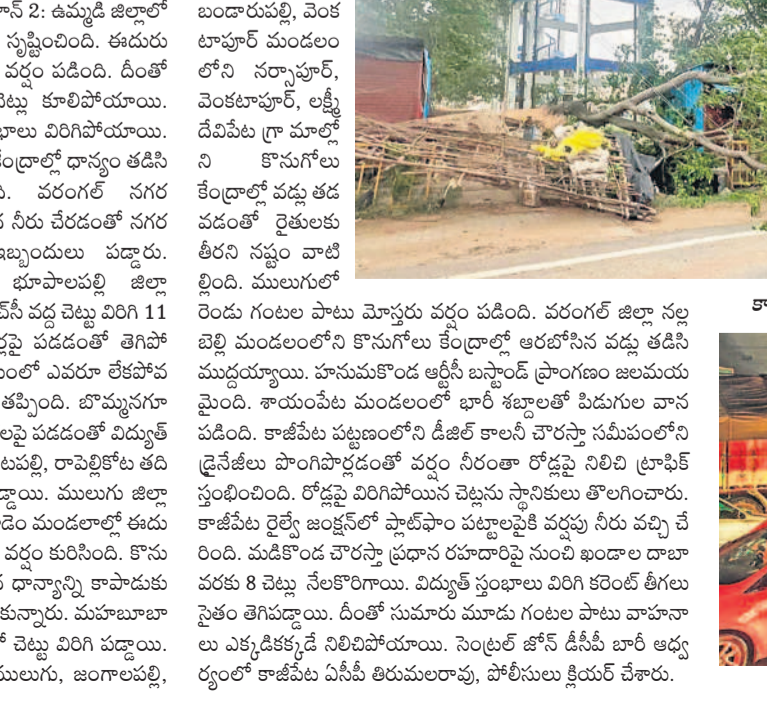 2: ఉమ్మడి జిల్లాలో
సృష్టించింది. ఈదురు
వర్షం పడింది. దీంతో
కూలిపోయాయి.
విరిగిపోయాయి.
ధాన్యం తడిసి
వరంగల్ నగర
నీరు చేరడంతో నగర
పడ్డారు.
భూపాలపల్లి జిల్లా
వద్ద చెట్టు విరిగి 11
పడడంతో తెగిపో
ఎవరూ లేకపోవ
తప్పింది. బొమ్మనగూ
పడడంతో విద్యుత్
రాపెల్లికోట తది
ములుగు జిల్లా
మండలాల్లో ఈదు
వర్షం కురిసింది. కొను
ధాన్యాన్ని కాపాడుకు
మహబూబా
చెట్టు విరిగి పడ్డాయి.
జంగాలపల్లి,
బండారుపల్లి, వెంక
టాపూర్ మండలం
లోని నర్సాపూర్,
వెంకటాపూర్, లక్ష్మీ
దేవిపేట గ్రా మాల్లో
ని కొనుగోలు
కేంద్రాల్లో వడ్లు తడ
వడంతో రైతులకు
తీరని నష్టం వాటి
ల్లింది. ములుగులో
రెండు గంటల పాటు మోస్తరు వర్షం పడింది. వరంగల్ జిల్లా నల్ల
బెల్లి మండలంలోని కొనుగోలు కేంద్రాల్లో ఆరబోసిన వడ్లు తడిసి
ముద్దయ్యాయి. హనుమకొండ ఆర్టీసీ బస్టాండ్ ప్రాంగణం జలమయ
మైంది. శాయంపేట మండలంలో భారీ శబ్దాలతో పిడుగుల వాన
పడింది. కాజీపేట పట్టణంలోని డీజిల్ కాలనీ చౌరస్తా సమీపంలోని
డ్రైనేజీలు పొంగిపొర్లడంతో వర్షం నీరంతా రోడ్లపై నిలిచి ట్రాఫిక్
స్తంభించింది. రోడ్లపై విరిగిపోయిన చెట్లను స్థానికులు తొలగించారు.
కాజీపేట రైల్వే జంక్షన్‌లో ప్లాట్‌ఫాం పట్టాలపైకి వర్షపు నీరు వచ్చి చే
రింది. మడికొండ చౌరస్తా ప్రధాన రహదారిపై నుంచి ఖండాల దాబా
వరకు 8 చెట్లు నేలకొరిగాయి. విద్యుత్ స్తంభాలు విరిగి కరెంట్ తీగలు
సైతం తెగిపడ్డాయి. దీంతో సుమారు మూడు గంటల పాటు వాహనా
లు ఎక్కడికక్కడే నిలిచిపోయాయి. సెంట్రల్ జోన్ డీసీపీ బారీ ఆధ్వ
ర్యంలో కాజీపేట ఏసీపీ తిరుమలరావు, పోలీసులు క్లియర్ చేశారు.